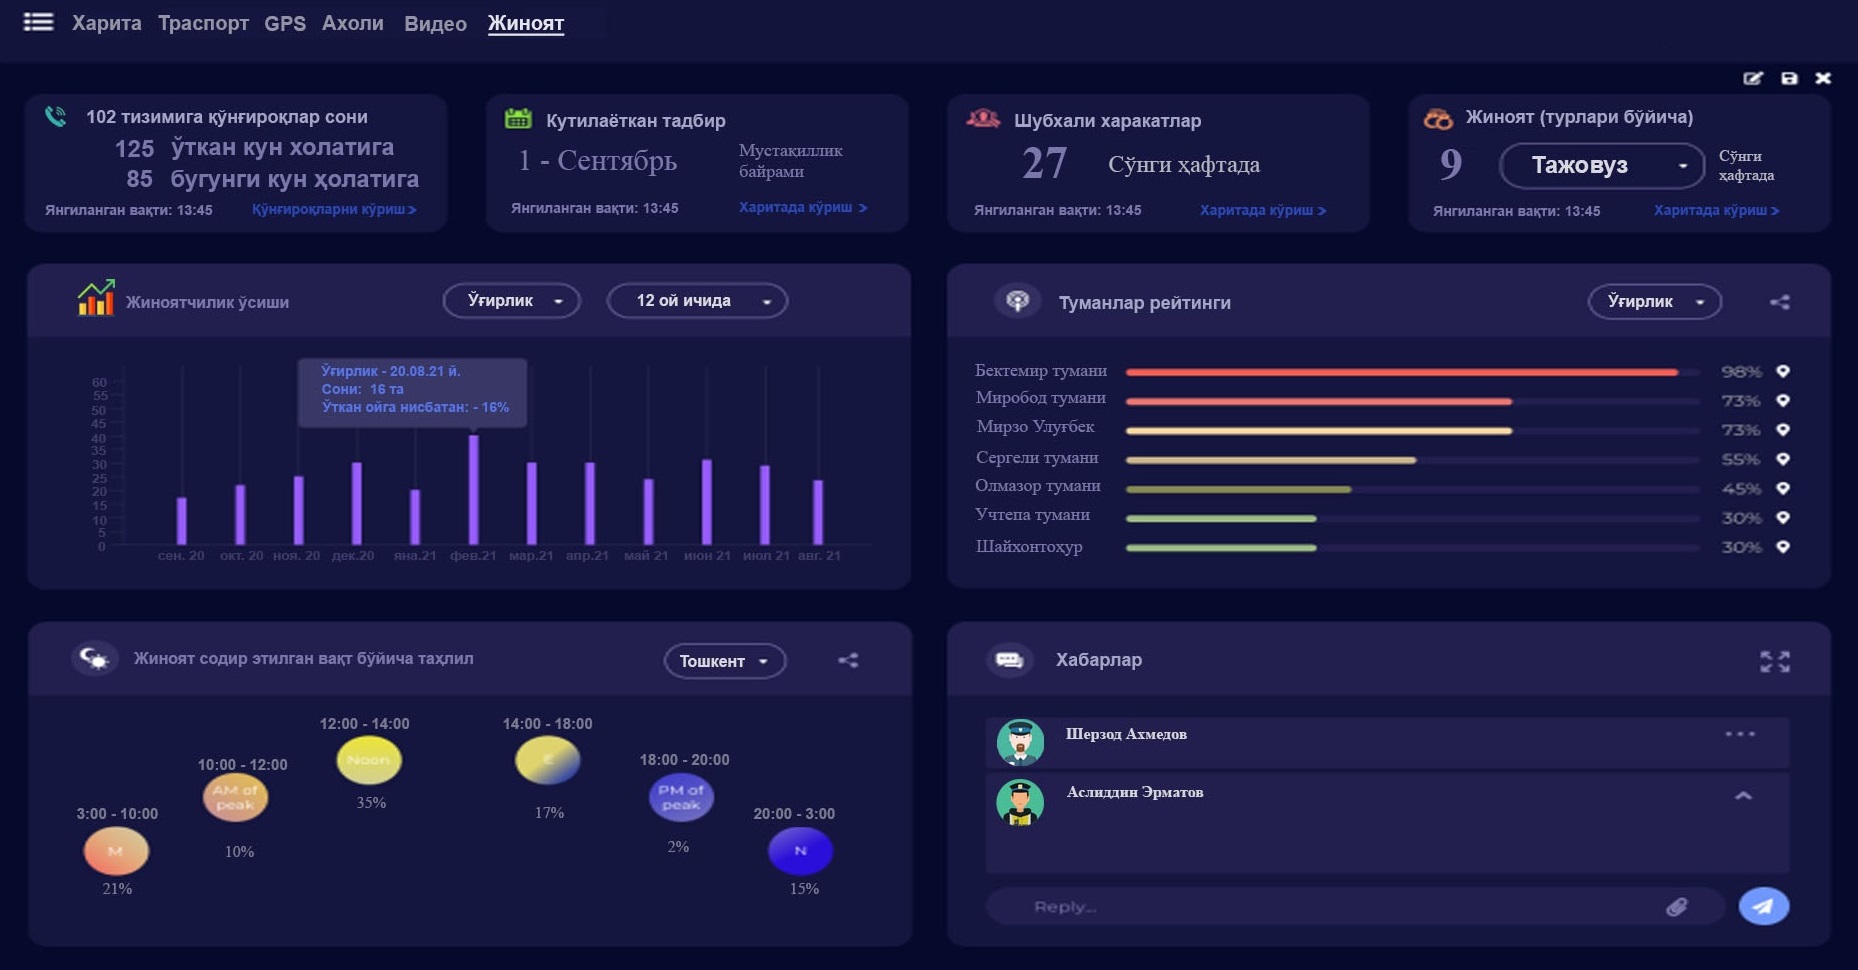 Харита Траспорт GPS Ахоли Видео Жиноят
102 тизимига қўнғироқлар сони
125 ўткан кун холатига
85 бугунги кун ҳолатига
Янгиланган вақти: 13:45 Қўнғироқларни кўриш >
Кутилаёткан тадбир
1 - Сентябрь
Мустақиллик
байрами
Янгиланган вақти: 13:45 Харитада кўриш >
Шубхали харакатлар
27 Сўнги ҳафтада
Янгиланган вақти: 13:45 Харитада кўриш >
Жиноят (турлари бўйича)
9 Тажовуз
Сўнги
ҳафтада
Янгиланган вақти: 13:45 Харитада кўриш >
Жиноятчилик ўсиши Ўғирлик 12 ой ичида
Ўғирлик - 20.08.21 й.
Сони: 16 та
Ўткан ойга нисбатан: - 16%
60
55
50
45
40
35
30
25
20
15
10
5
0
сен. 20 окт. 20 ноя. 20 дек.20 яна.21 фев.21 мар.21 апр.21 май 21 июн 21 июл 21 авг. 21
Туманлар рейтинги Ўғирлик
Бектемир тумани 98%
Миробод тумани 73%
Мирзо Улуғбек 73%
Сергели тумани 55%
Олмазор тумани 45%
Учтепа тумани 30%
Шайхонтоҳур 30%
Жиноят содир этилган вақт бўйича таҳлил Тошкент
3:00 - 10:00
M
21%
10:00 - 12:00
AM of
peak
10%
12:00 - 14:00
Noon
35%
14:00 - 18:00
E
17%
18:00 - 20:00
PM of
peak
2%
20:00 - 3:00
N
15%
Хабарлар
Шерзод Ахмедов
Аслиддин Эрматов
Reply...